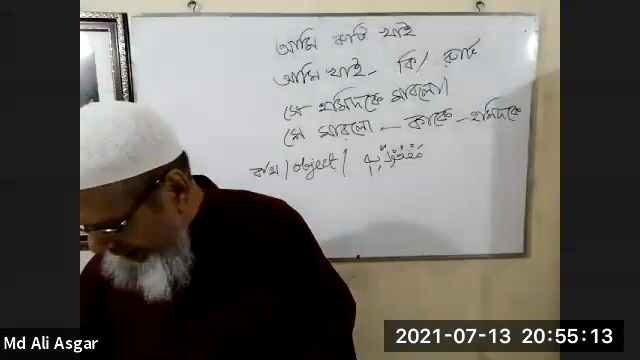 আমি রুটি খাই
আমি খাই- কি/ রুটি
সে হামিদকে মারলো।
সে মারলো - কাকে - হামিদকে
কর্ম / object / مَفْعُوْلٌ بِهِ
Md Ali Asgar
2021-07-13 20:55:13